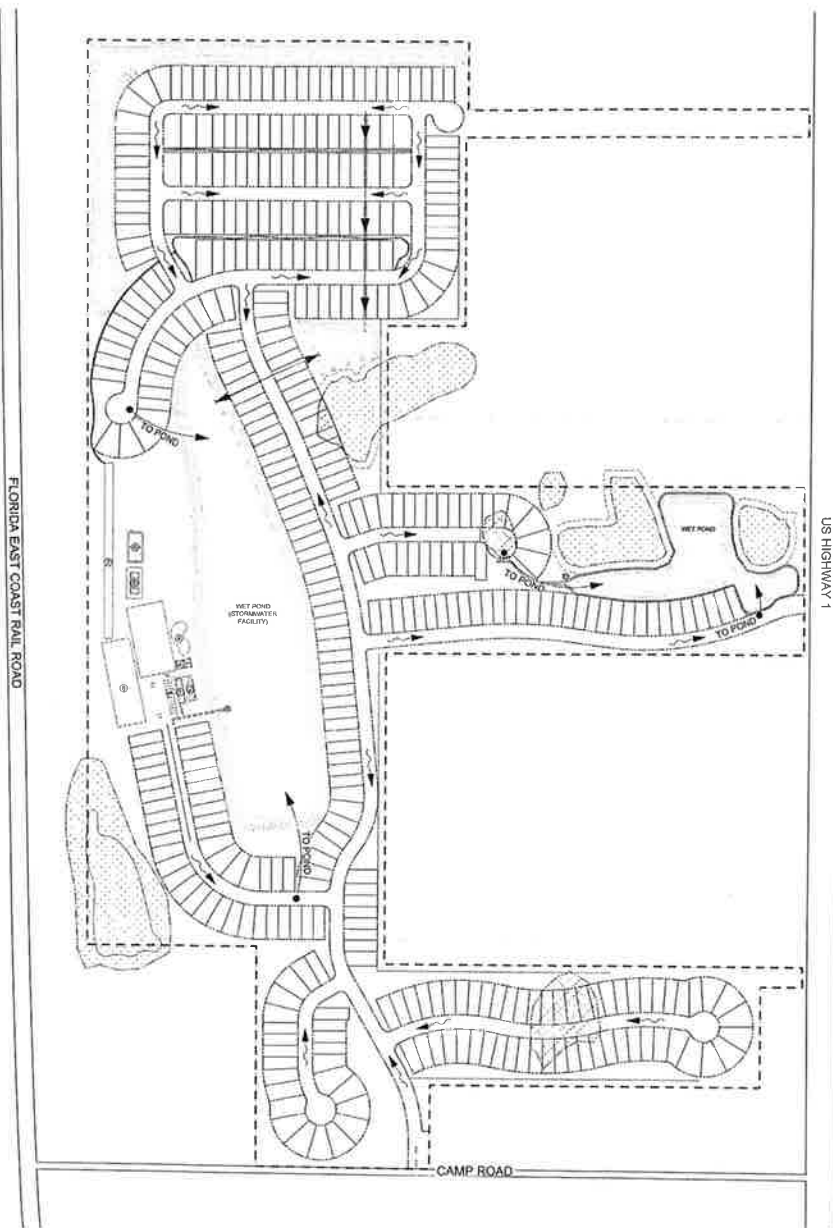 US HIGHWAY 1
FLORIDA EAST COAST RAIL ROAD
TO POND
WET POND
TO POND
TO POND
WET POND
(STORMWATER
FACILITY)
TO POND
CAMP ROAD